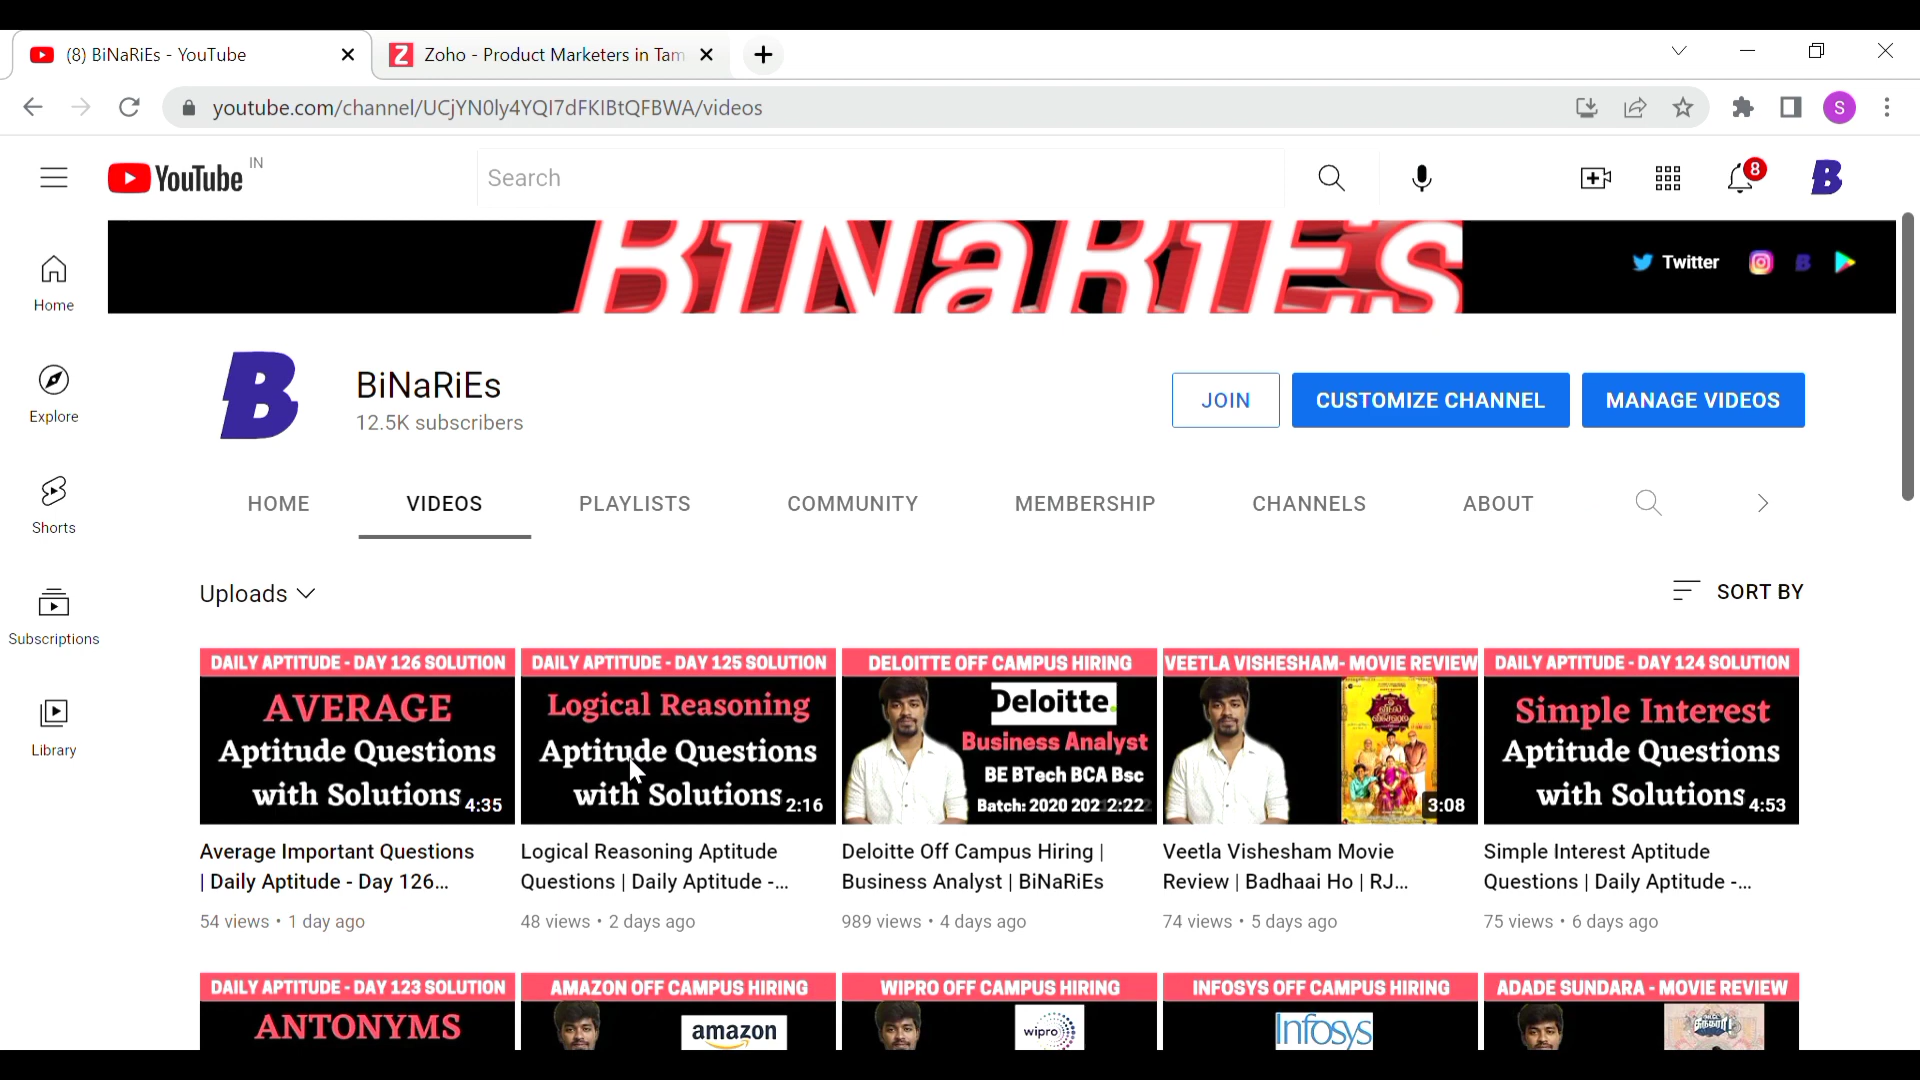 (8) BiNaRiEs - YouTube
Zoho - Product Marketers in Tam
youtube.com/channel/UCjYN0ly4YQI7dFKIBtQFBWA/videos
S
YouTube IN
Search
8
B
BiNaRiEs
Twitter
Home
Explore
Shorts
Subscriptions
Library
B
BiNaRiEs
12.5K subscribers
JOIN
CUSTOMIZE CHANNEL
MANAGE VIDEOS
HOME
VIDEOS
PLAYLISTS
COMMUNITY
MEMBERSHIP
CHANNELS
ABOUT
Uploads
SORT BY
DAILY APTITUDE - DAY 126 SOLUTION
AVERAGE
Aptitude Questions
with Solutions
4:35
Average Important Questions
| Daily Aptitude - Day 126...
54 views • 1 day ago
DAILY APTITUDE - DAY 125 SOLUTION
Logical Reasoning
Aptitude Questions
with Solutions
2:16
Logical Reasoning Aptitude
Questions | Daily Aptitude -...
48 views • 2 days ago
DELOITTE OFF CAMPUS HIRING
Deloitte.
Business Analyst
BE BTech BCA Bsc
Batch: 2020 202
2:22
Deloitte Off Campus Hiring |
Business Analyst | BiNaRiEs
989 views • 4 days ago
VEETLA VISHESHAM- MOVIE REVIEW
3:08
Veetla Vishesham Movie
Review | Badhaai Ho | RJ...
74 views • 5 days ago
DAILY APTITUDE - DAY 124 SOLUTION
Simple Interest
Aptitude Questions
with Solutions
4:53
Simple Interest Aptitude
Questions | Daily Aptitude -...
75 views • 6 days ago
DAILY APTITUDE - DAY 123 SOLUTION
ANTONYMS
AMAZON OFF CAMPUS HIRING
amazon
WIPRO OFF CAMPUS HIRING
wipro
INFOSYS OFF CAMPUS HIRING
Infosys
ADADE SUNDARA - MOVIE REVIEW